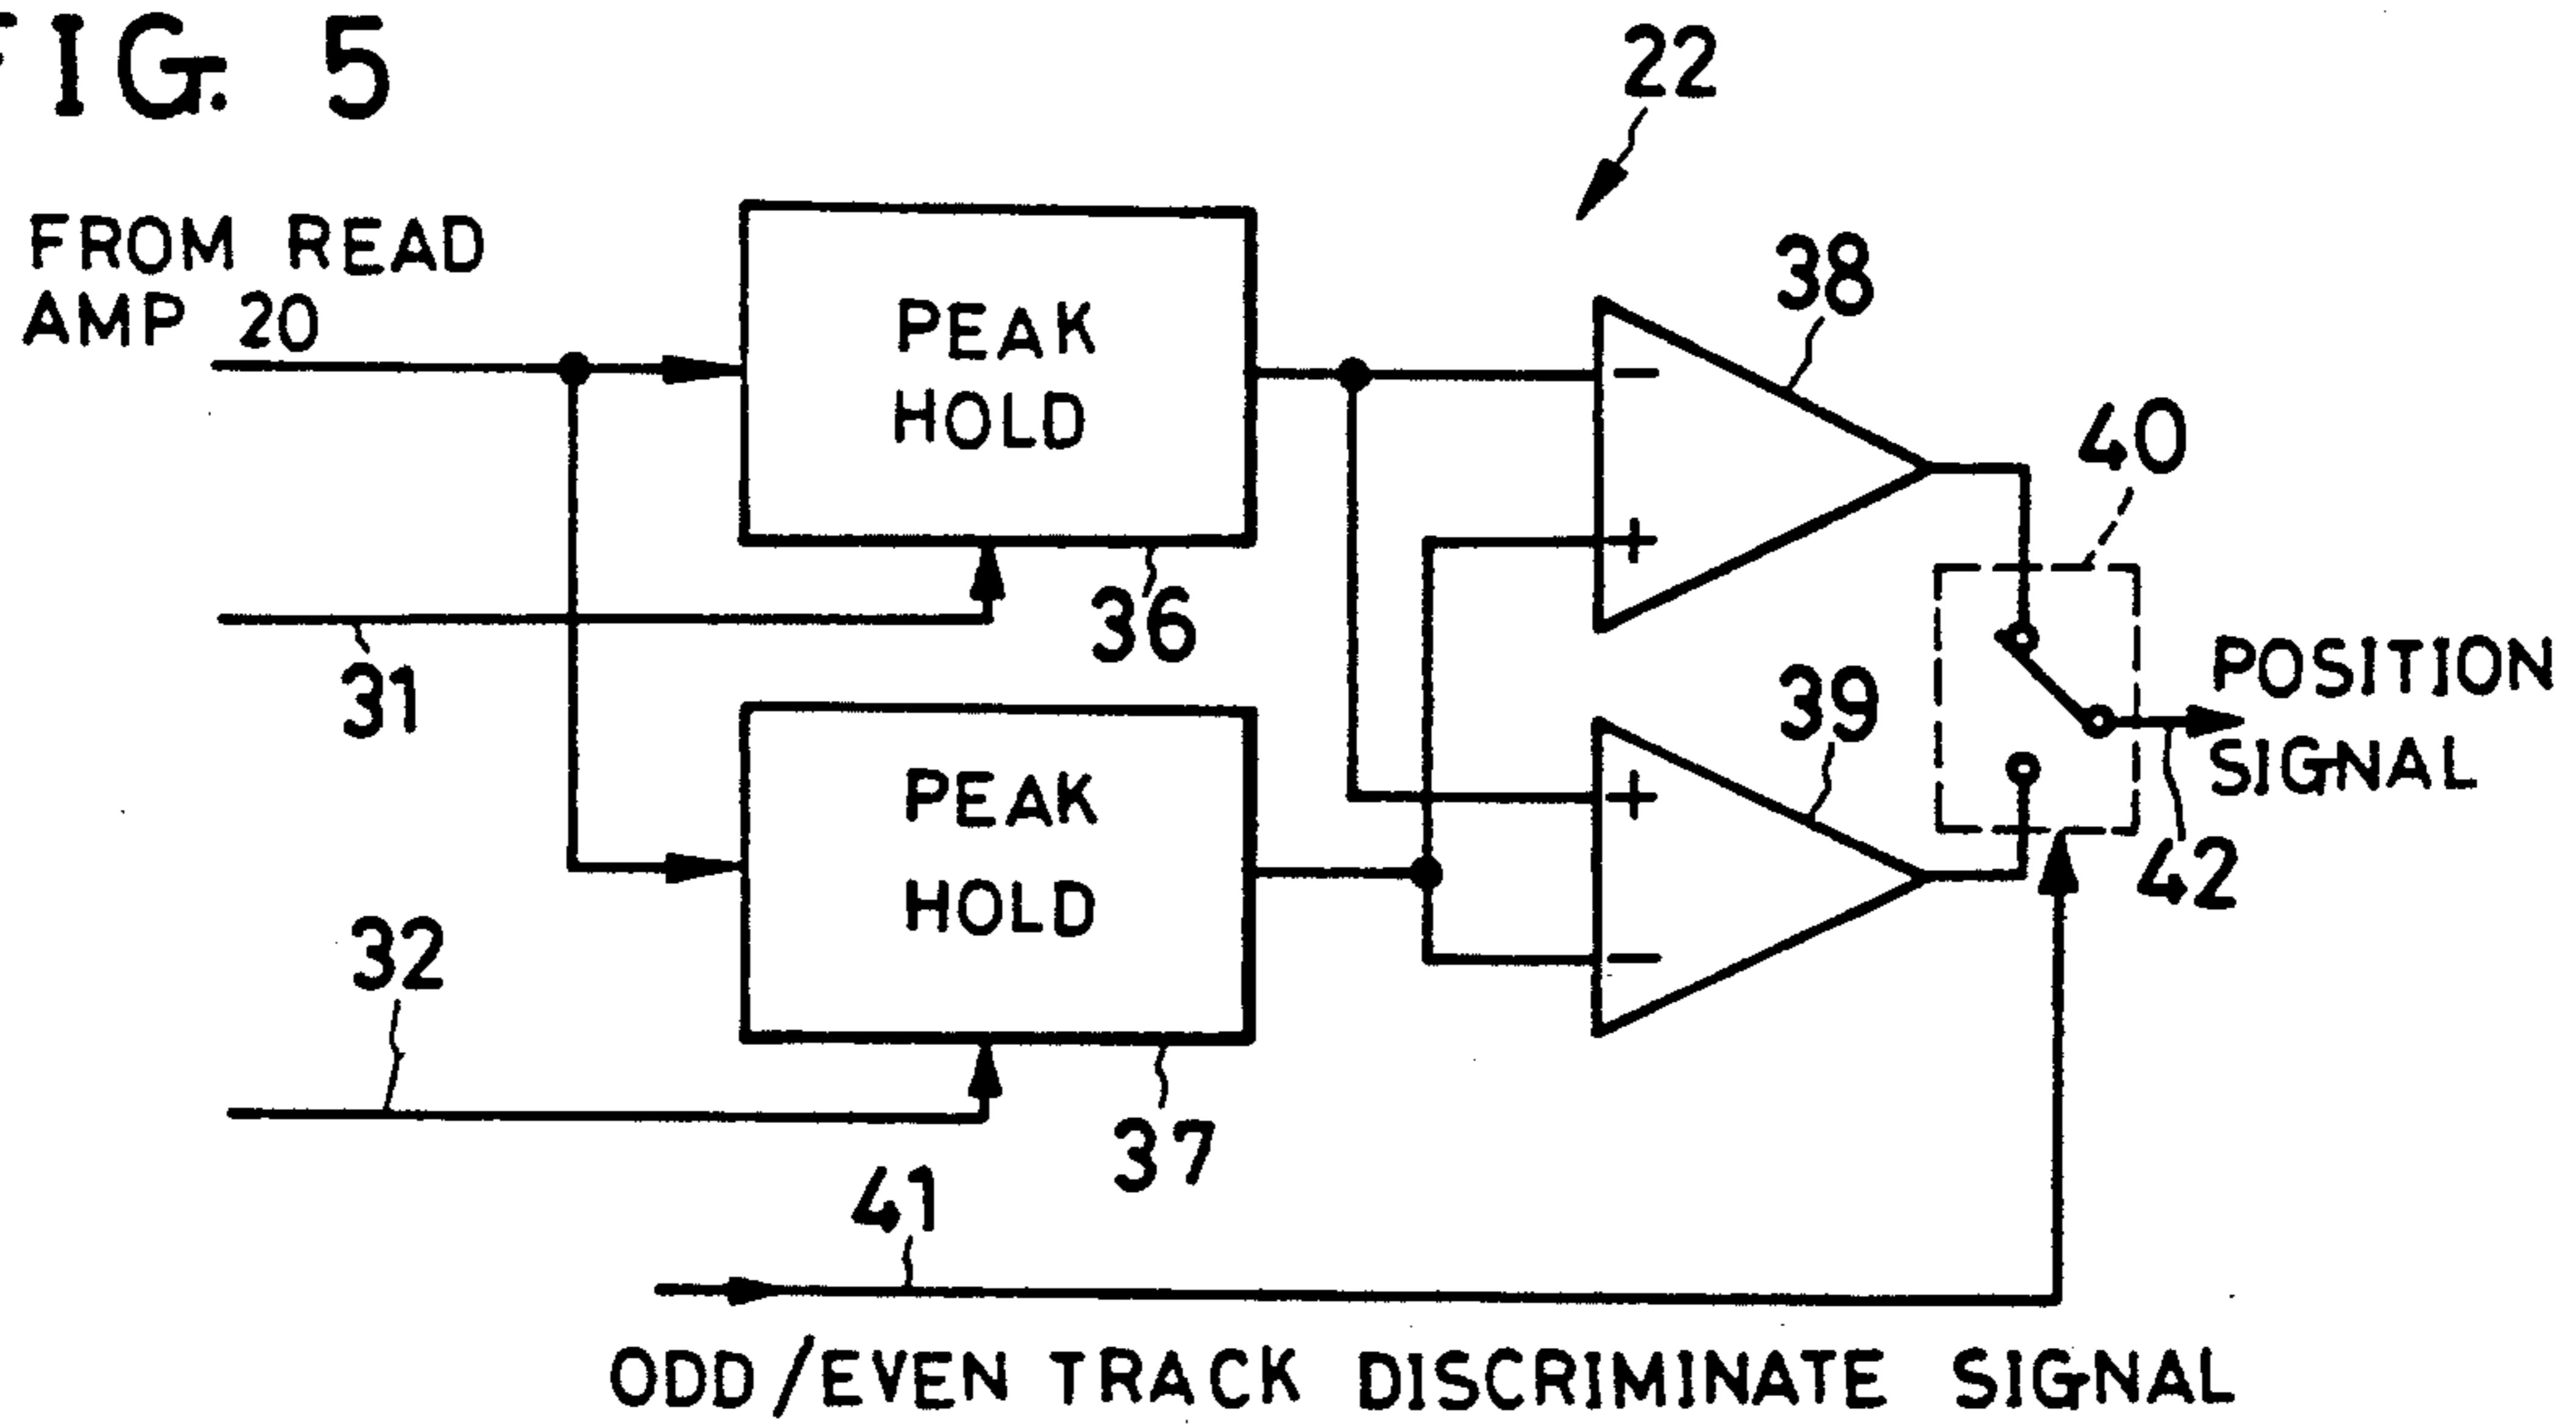 FIG. 5
22
FROM READ
AMP 20
PEAK
HOLD
38
−
+
40
36
31
POSITION
SIGNAL
PEAK
HOLD
39
+
−
42
32
37
41
ODD/EVEN TRACK DISCRIMINATE SIGNAL